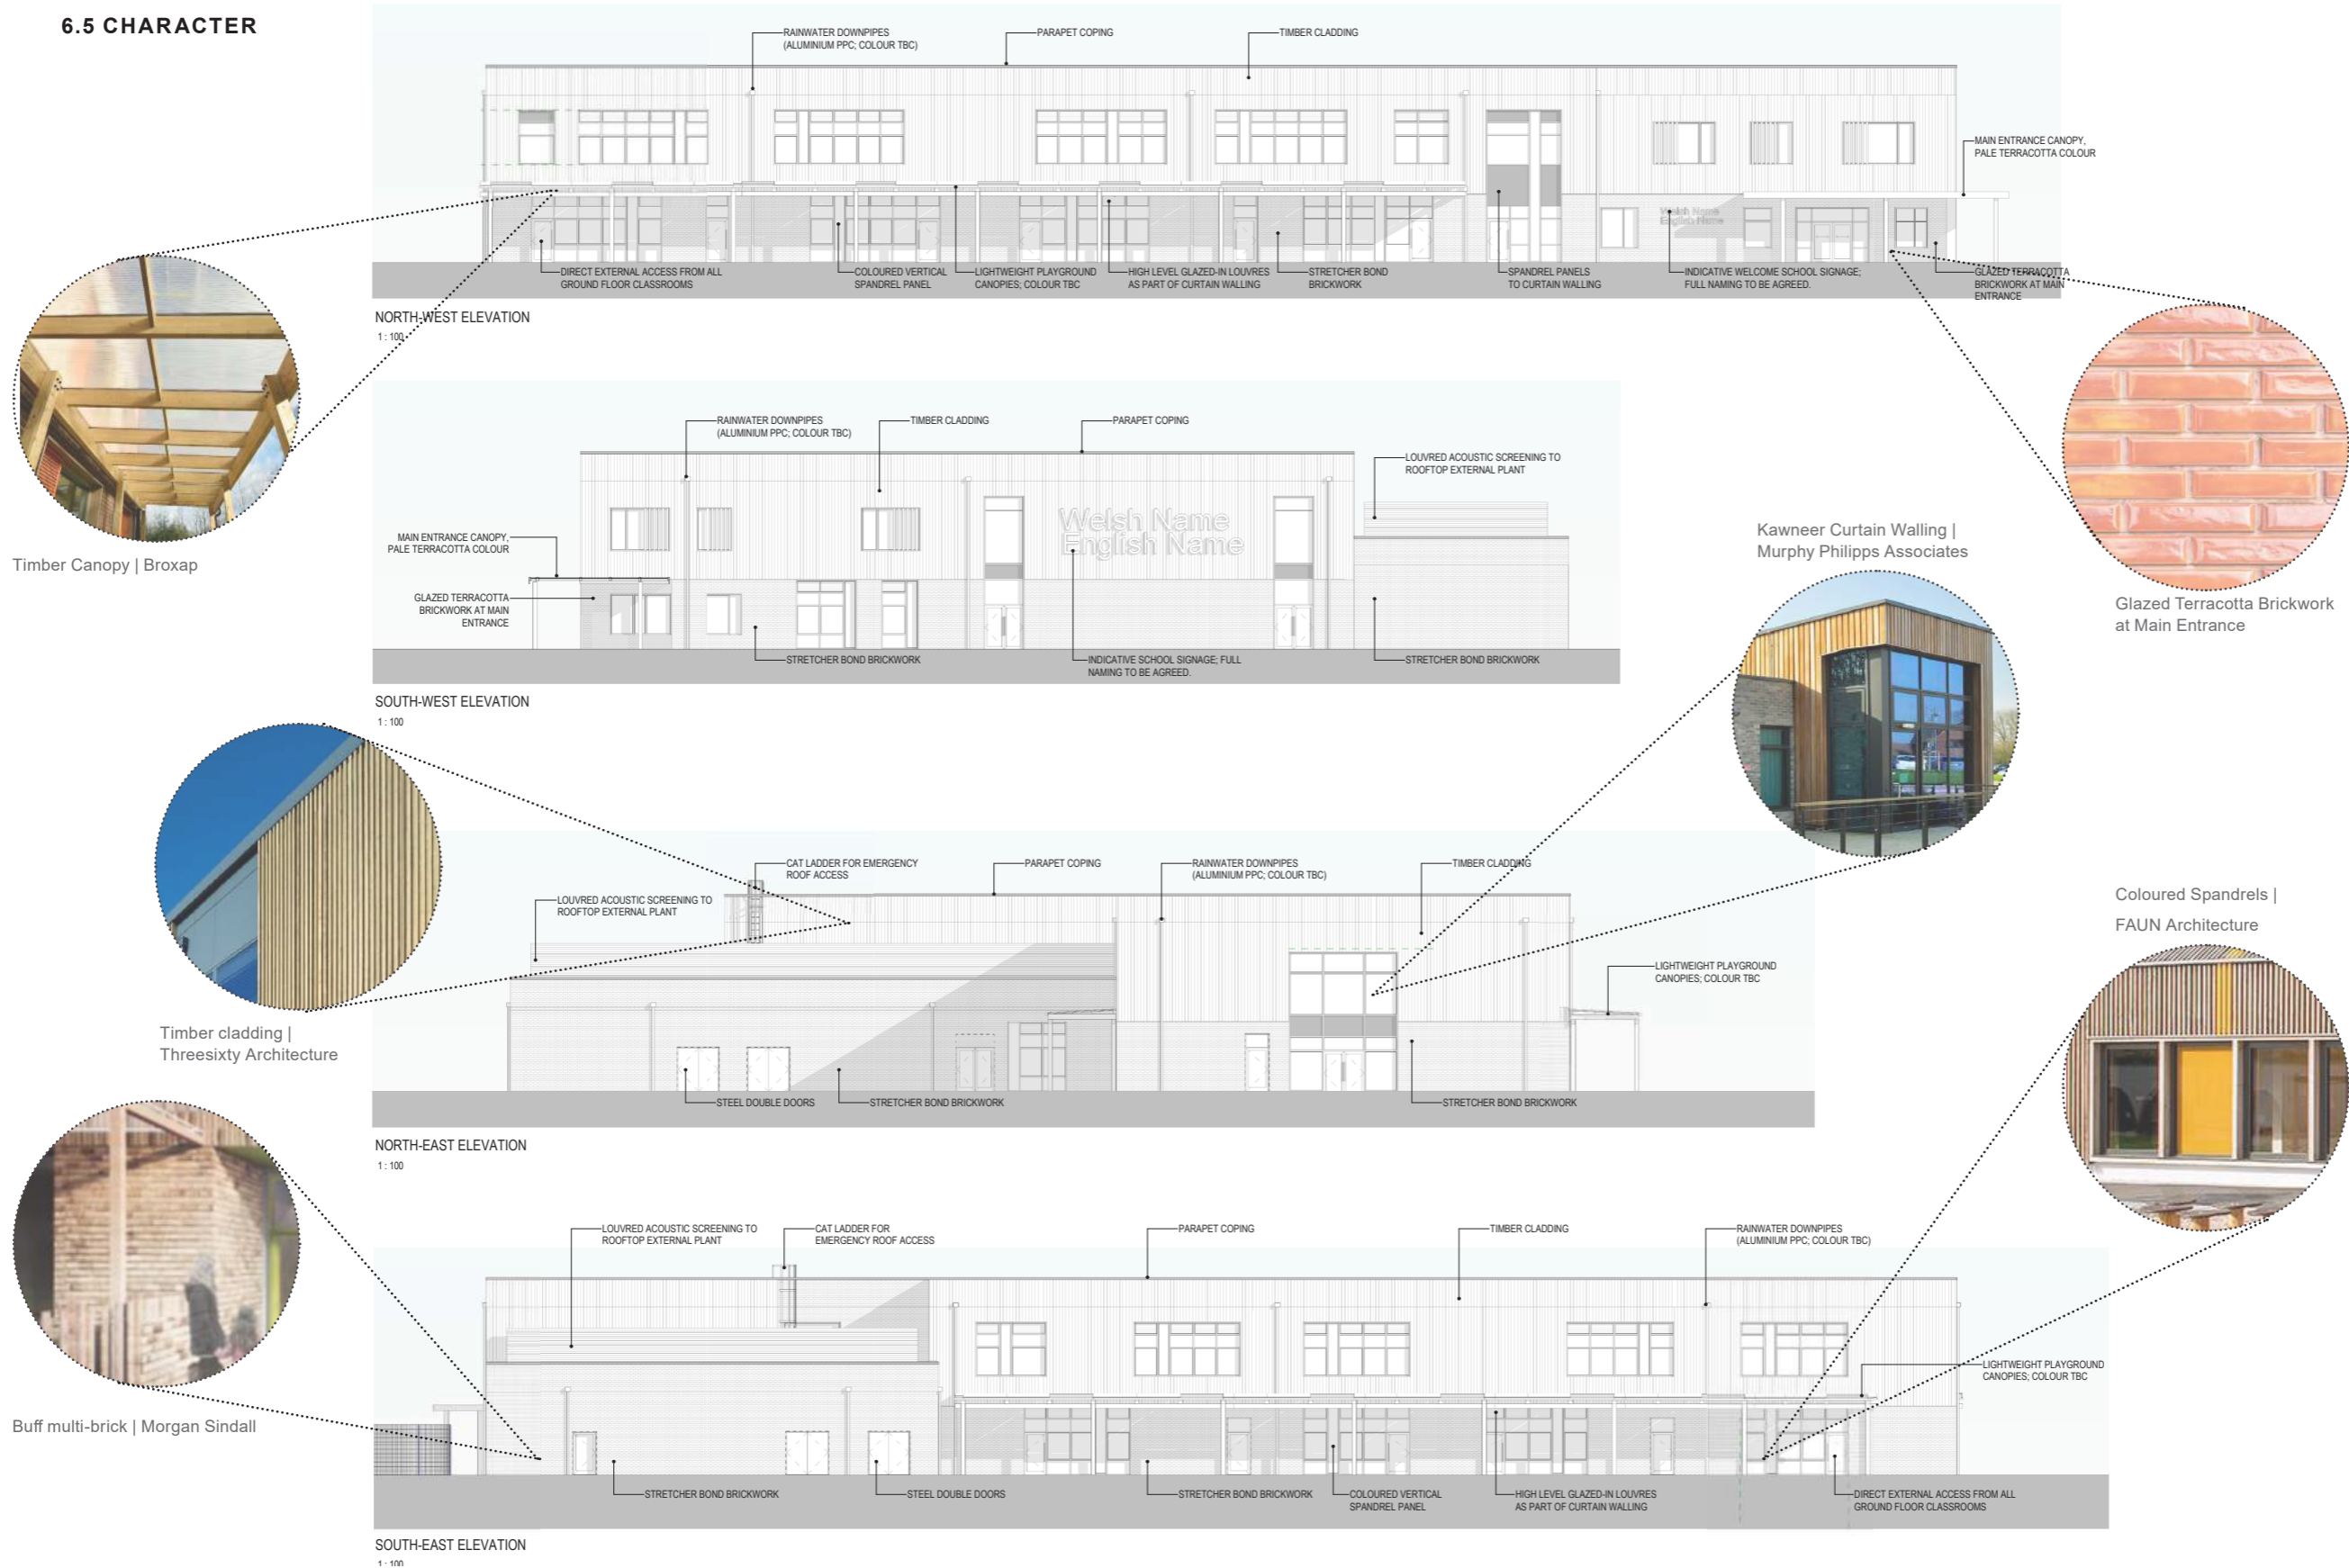 6.5 CHARACTER
RAINWATER DOWNPIPES
(ALUMINIUM PPC; COLOUR TBC)
PARAPET COPING
TIMBER CLADDING
MAIN ENTRANCE CANOPY,
PALE TERRACOTTA COLOUR
Welsh Name
English Name
DIRECT EXTERNAL ACCESS FROM ALL
GROUND FLOOR CLASSROOMS
COLOURED VERTICAL
SPANDREL PANEL
LIGHTWEIGHT PLAYGROUND
CANOPIES; COLOUR TBC
HIGH LEVEL GLAZED-IN LOUVRES
AS PART OF CURTAIN WALLING
STRETCHER BOND
BRICKWORK
SPANDREL PANELS
TO CURTAIN WALLING
INDICATIVE WELCOME SCHOOL SIGNAGE;
FULL NAMING TO BE AGREED.
GLAZED TERRACOTTA
BRICKWORK AT MAIN
ENTRANCE
NORTH-WEST ELEVATION
1 : 100
Timber Canopy | Broxap
Glazed Terracotta Brickwork
at Main Entrance
RAINWATER DOWNPIPES
(ALUMINIUM PPC; COLOUR TBC)
TIMBER CLADDING
PARAPET COPING
LOUVRED ACOUSTIC SCREENING TO
ROOFTOP EXTERNAL PLANT
MAIN ENTRANCE CANOPY,
PALE TERRACOTTA COLOUR
Welsh Name
English Name
GLAZED TERRACOTTA
BRICKWORK AT MAIN
ENTRANCE
STRETCHER BOND BRICKWORK
INDICATIVE SCHOOL SIGNAGE; FULL
NAMING TO BE AGREED.
STRETCHER BOND BRICKWORK
SOUTH-WEST ELEVATION
1 : 100
Kawneer Curtain Walling |
Murphy Philipps Associates
Timber cladding |
Threesixty Architecture
CAT LADDER FOR EMERGENCY
ROOF ACCESS
PARAPET COPING
RAINWATER DOWNPIPES
(ALUMINIUM PPC; COLOUR TBC)
TIMBER CLADDING
LOUVRED ACOUSTIC SCREENING TO
ROOFTOP EXTERNAL PLANT
LIGHTWEIGHT PLAYGROUND
CANOPIES; COLOUR TBC
STEEL DOUBLE DOORS
STRETCHER BOND BRICKWORK
STRETCHER BOND BRICKWORK
NORTH-EAST ELEVATION
1 : 100
Coloured Spandrels |
FAUN Architecture
Buff multi-brick | Morgan Sindall
LOUVRED ACOUSTIC SCREENING TO
ROOFTOP EXTERNAL PLANT
CAT LADDER FOR
EMERGENCY ROOF ACCESS
PARAPET COPING
TIMBER CLADDING
RAINWATER DOWNPIPES
(ALUMINIUM PPC; COLOUR TBC)
LIGHTWEIGHT PLAYGROUND
CANOPIES; COLOUR TBC
STRETCHER BOND BRICKWORK
STEEL DOUBLE DOORS
STRETCHER BOND BRICKWORK
COLOURED VERTICAL
SPANDREL PANEL
HIGH LEVEL GLAZED-IN LOUVRES
AS PART OF CURTAIN WALLING
DIRECT EXTERNAL ACCESS FROM ALL
GROUND FLOOR CLASSROOMS
SOUTH-EAST ELEVATION
1 : 100